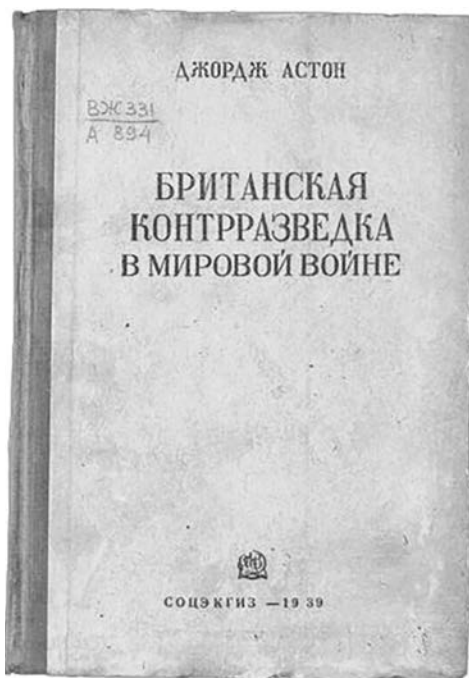 ДЖОРДЖ АСТОН
ВЖ 331
А 894
БРИТАНСКАЯ
КОНТРРАЗВЕДКА
В МИРОВОЙ ВОЙНЕ
СОЦЭКГИЗ — 19 39